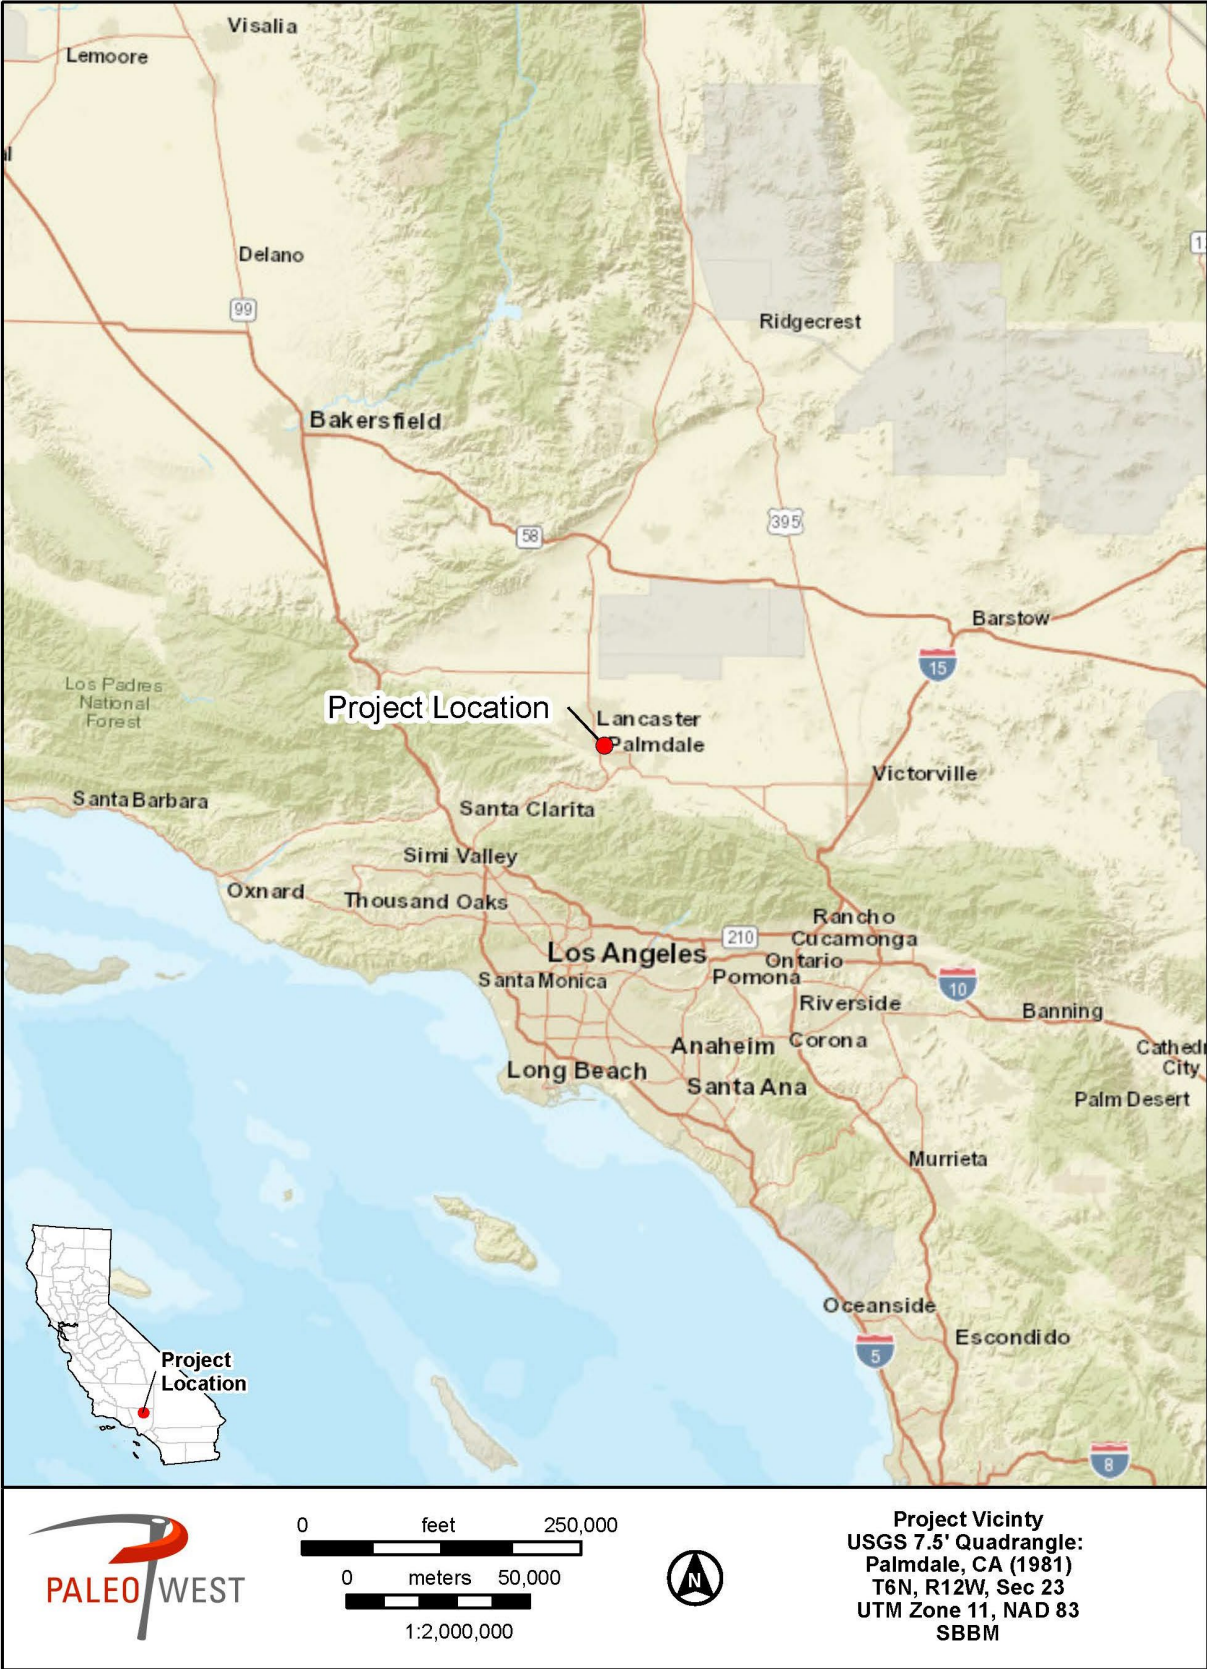 Visalia
Lemoore
Delano
99
Ridgecrest
Bakersfield
58
395
Barstow
15
Los Padres
National
Forest
Project Location
Lancaster
Palmdale
Victorville
Santa Barbara
Santa Clarita
Simi Valley
Oxnard
Thousand Oaks
Rancho
Cucamonga
210
Los Angeles
Ontario
Santa Monica
Pomona
10
Riverside
Banning
Anaheim
Corona
Cathedr
City
Long Beach
Santa Ana
Palm Desert
Murrieta
Oceanside
Escondido
5
8
Project
Location
PALEO WEST
0 feet 250,000
0 meters 50,000
1:2,000,000
N
Project Vicinty
USGS 7.5' Quadrangle:
Palmdale, CA (1981)
T6N, R12W, Sec 23
UTM Zone 11, NAD 83
SBBM